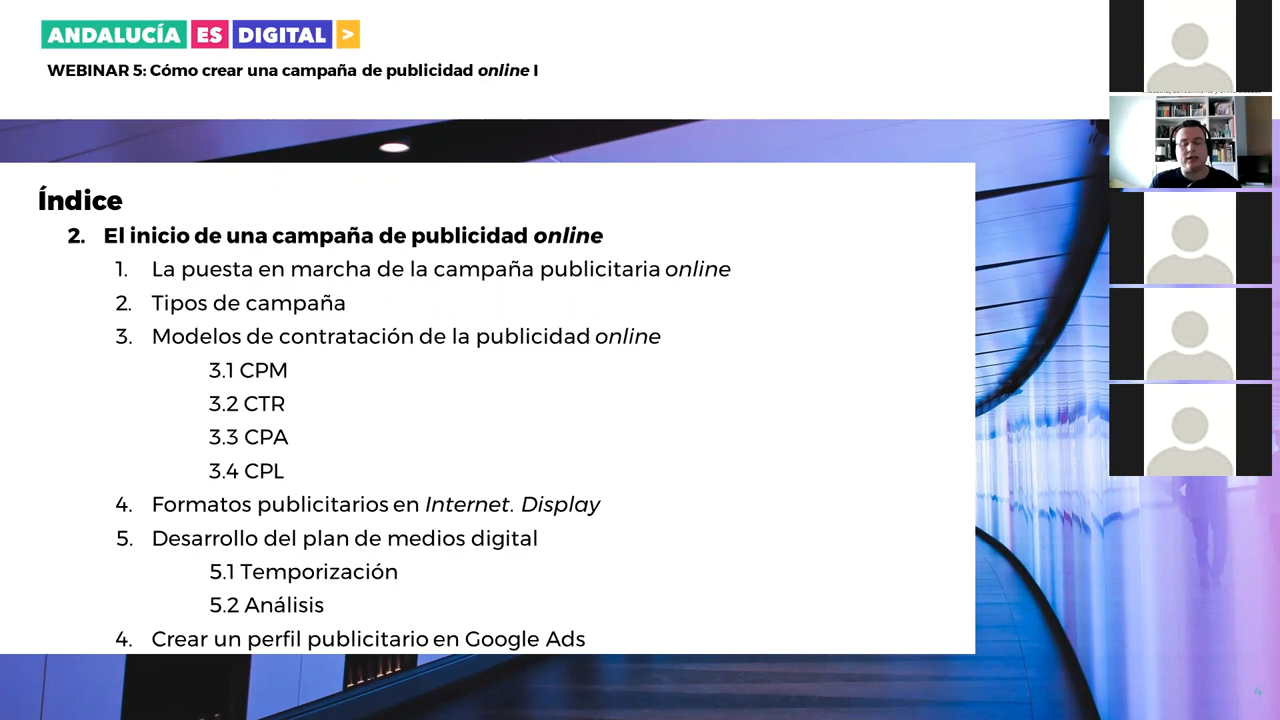 ANDALUCÍA ES DIGITAL >
WEBINAR 5: Cómo crear una campaña de publicidad online I
Índice
2. El inicio de una campaña de publicidad online
1. La puesta en marcha de la campaña publicitaria online
2. Tipos de campaña
3. Modelos de contratación de la publicidad online
3.1 CPM
3.2 CTR
3.3 CPA
3.4 CPL
4. Formatos publicitarios en Internet. Display
5. Desarrollo del plan de medios digital
5.1 Temporización
5.2 Análisis
4. Crear un perfil publicitario en Google Ads
4